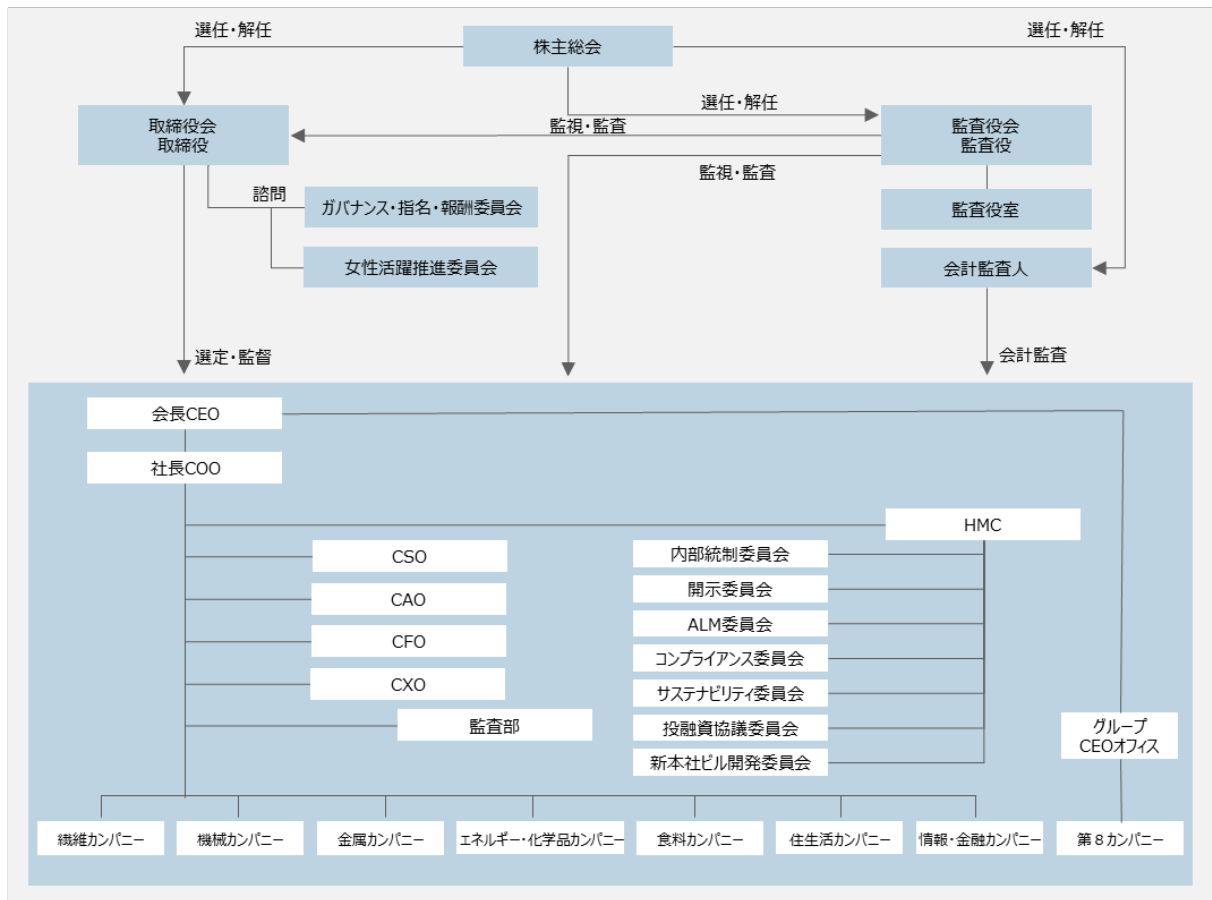 選任・解任
株主総会
選任・解任
選任・解任
取締役会
取締役
監視・監査
監査役会
監査役
監視・監査
諮問
ガバナンス・指名・報酬委員会
監査役室
女性活躍推進委員会
会計監査人
選定・監督
会計監査
会長CEO
社長COO
HMC
CSO
内部統制委員会
開示委員会
CAO
ALM委員会
CFO
コンプライアンス委員会
CXO
サステナビリティ委員会
監査部
投融資協議委員会
グループ
CEOオフィス
新本社ビル開発委員会
繊維カンパニー
機械カンパニー
金属カンパニー
エネルギー・化学品カンパニー
食料カンパニー
住生活カンパニー
情報・金融カンパニー
第８カンパニー